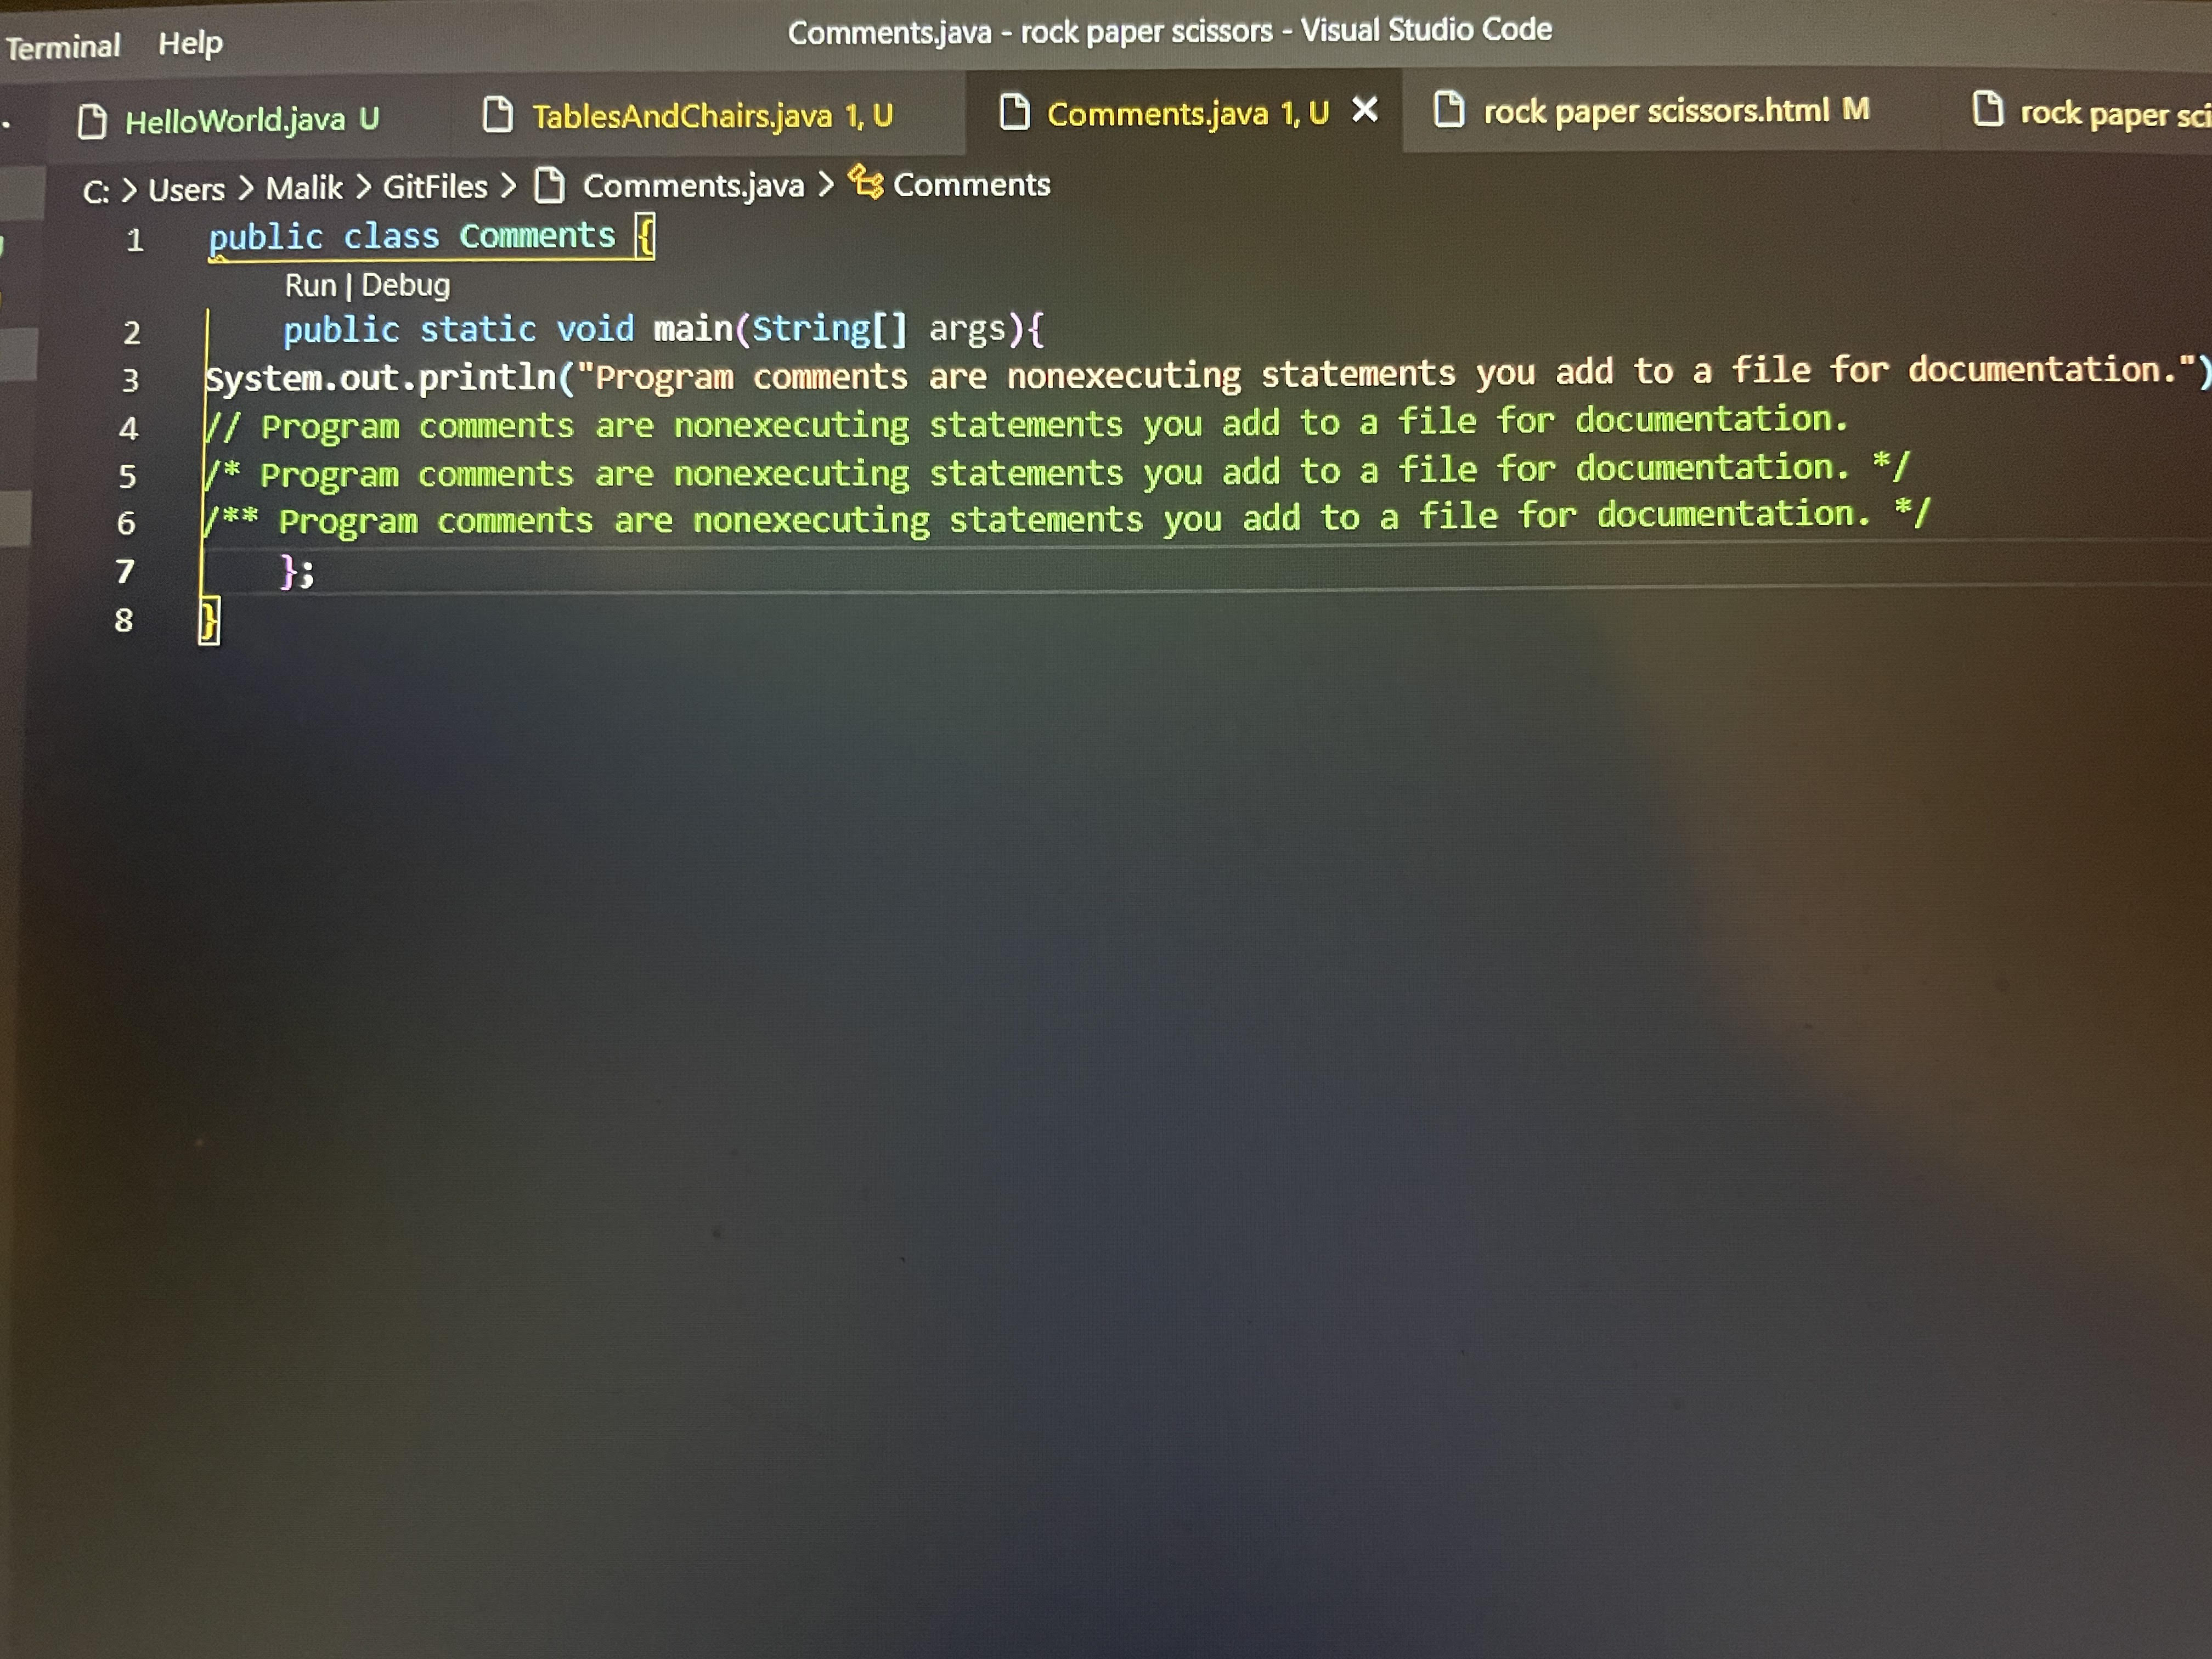 Terminal Help Comments.java - rock paper scissors - Visual Studio Code
HelloWorld.java U TablesAndChairs.java 1, U Comments.java 1, U rock paper scissors.html M rock paper
C: > Users > Malik > GitFiles > Comments.java > Comments
1 public class Comments {
Run | Debug
2 public static void main(String[] args){
3 System.out.println("Program comments are nonexecuting statements you add to a file for documentation.")
4 // Program comments are nonexecuting statements you add to a file for documentation.
5 /* Program comments are nonexecuting statements you add to a file for documentation. */
6 /** Program comments are nonexecuting statements you add to a file for documentation. */
7 };
8 }